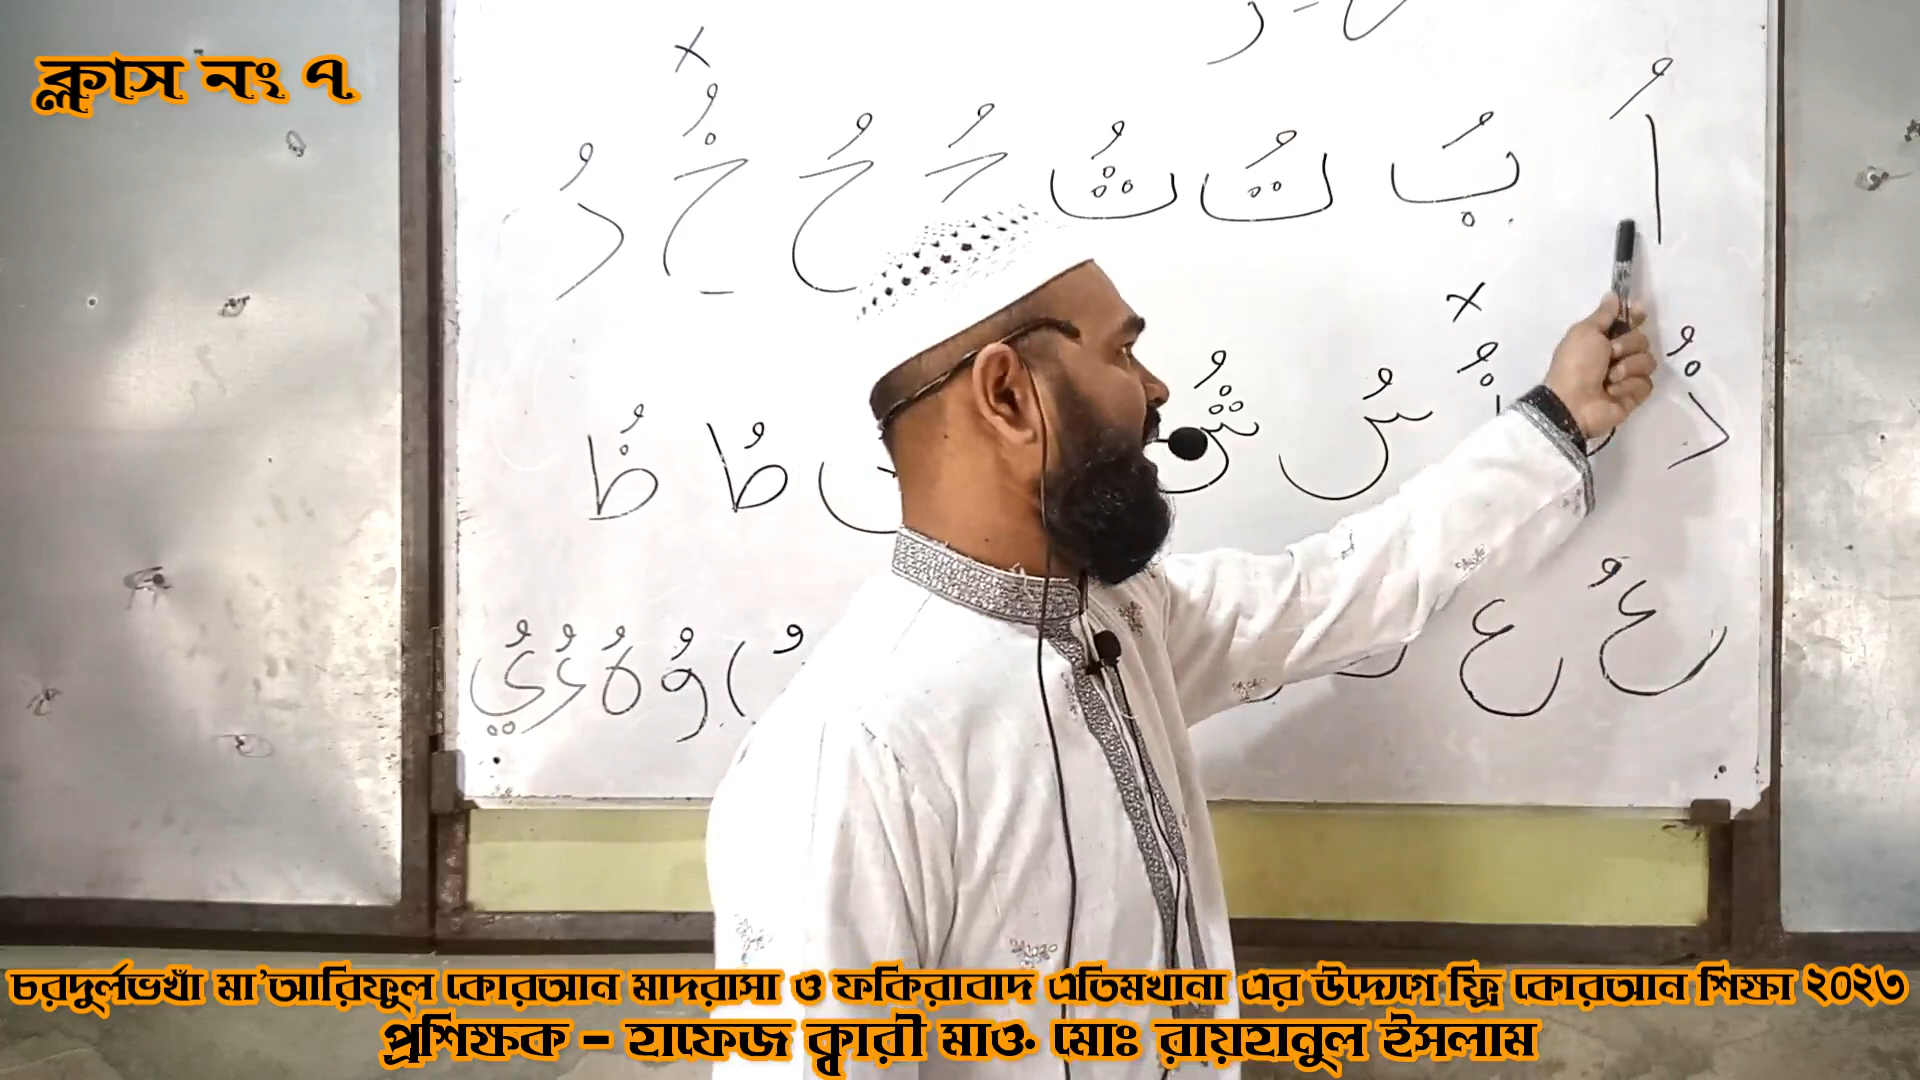 ক্লাস নং ৭
× 
أُ بُ تُ ثُ جُ حُ خُ دُ
×
ذُ سُ شُ طُ ظُ
عُ غ وُ هُ ءُ يُ
চরদুর্লভখাঁ মা'আরিফুল কোরআন মাদরাসা ও ফকিরাবাদ এতিমখানা এর উদ্যেগে ফ্রি কোরআন শিক্ষা ২০২৩
প্রশিক্ষক - হাফেজ ক্বারী মাও. মোঃ রায়হানুল ইসলাম